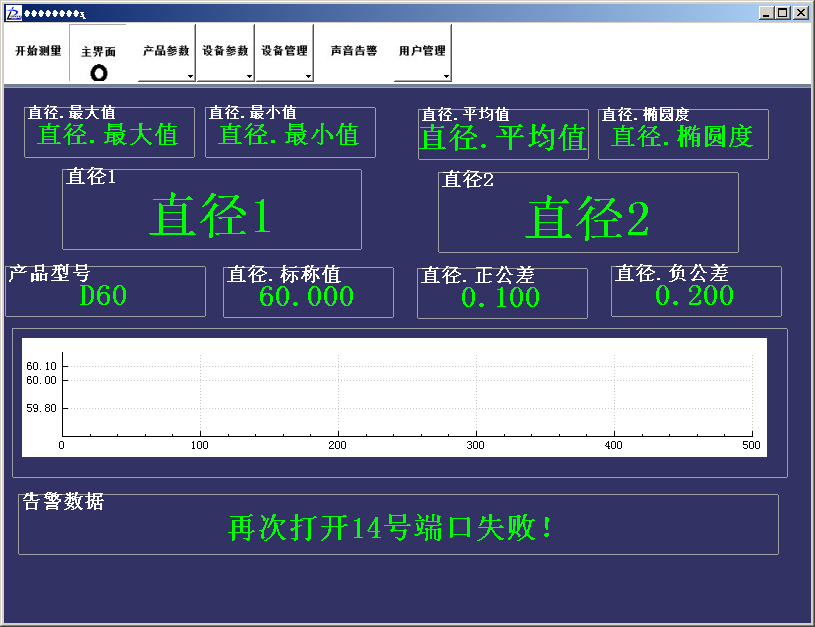 开始测量
主界面
产品参数
设备参数
设备管理
声音告警
用户管理
直径.最大值
直径.最大值
直径.最小值
直径.最小值
直径.平均值
直径.平均值
直径.椭圆度
直径.椭圆度
直径1
直径1
直径2
直径2
产品型号
D60
直径.标称值
60.000
直径.正公差
0.100
直径.负公差
0.200
60.10
60.00
59.80
0 100 200 300 400 500
告警数据
再次打开14号端口失败!